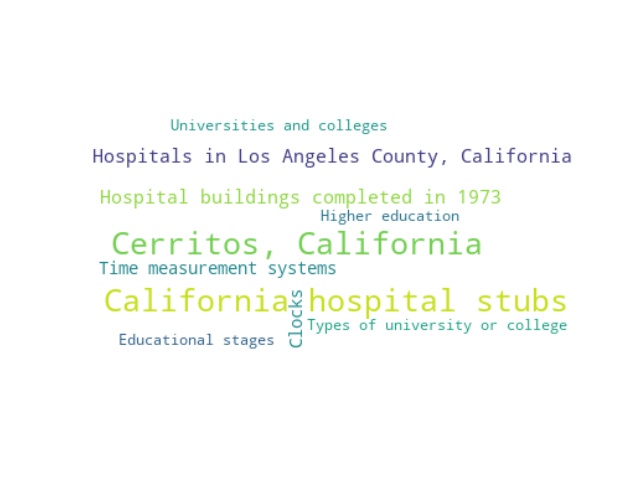 Universities and colleges
Hospitals in Los Angeles County, California
Hospital buildings completed in 1973
Higher education
Cerritos, California
Time measurement systems
California hospital stubs
Clocks
Types of university or college
Educational stages